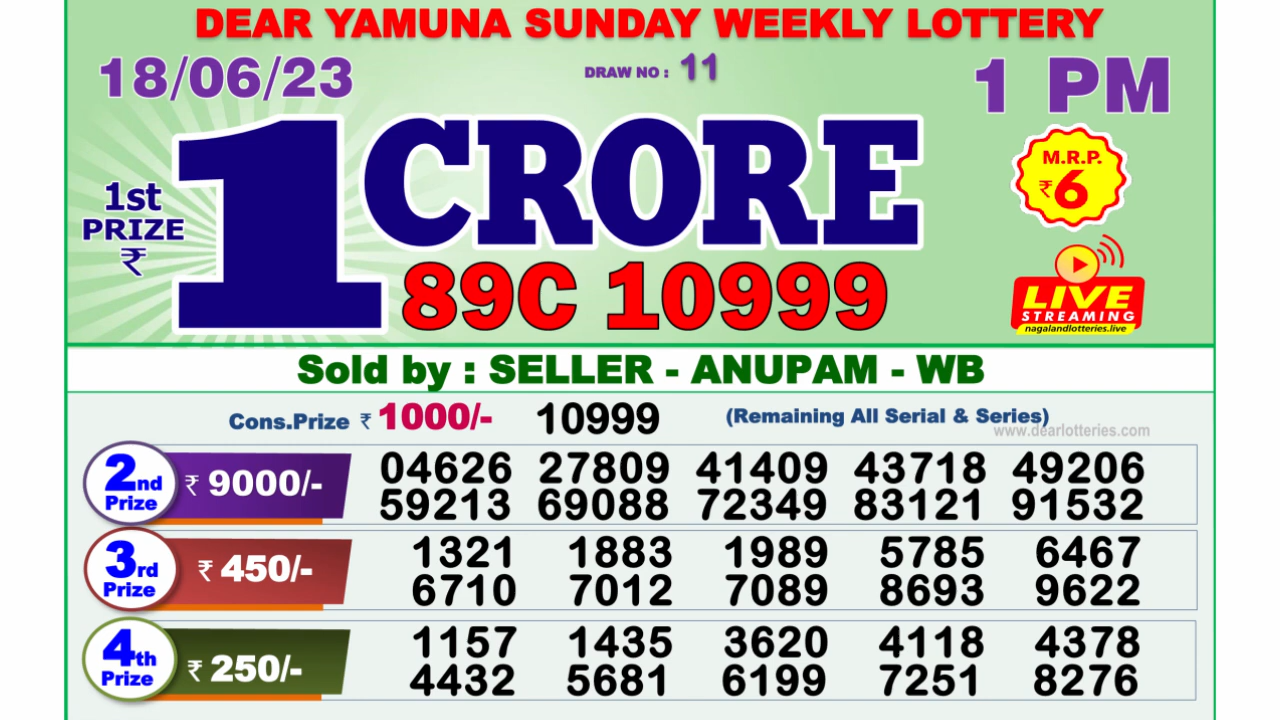 DEAR YAMUNA SUNDAY WEEKLY LOTTERY
18/06/23
DRAW NO : 11
1 PM
1st
PRIZE
₹
1 CRORE
M.R.P.
₹6
89C 10999
LIVE
STREAMING
nagalandlotteries.live
Sold by : SELLER - ANUPAM - WB
Cons.Prize ₹ 1000/- 10999 (Remaining All Serial & Series)
www.dearlotteries.com
2nd
Prize
₹ 9000/-
04626 27809 41409 43718 49206
59213 69088 72349 83121 91532
3rd
Prize
₹ 450/-
1321 1883 1989 5785 6467
6710 7012 7089 8693 9622
4th
Prize
₹ 250/-
1157 1435 3620 4118 4378
4432 5681 6199 7251 8276